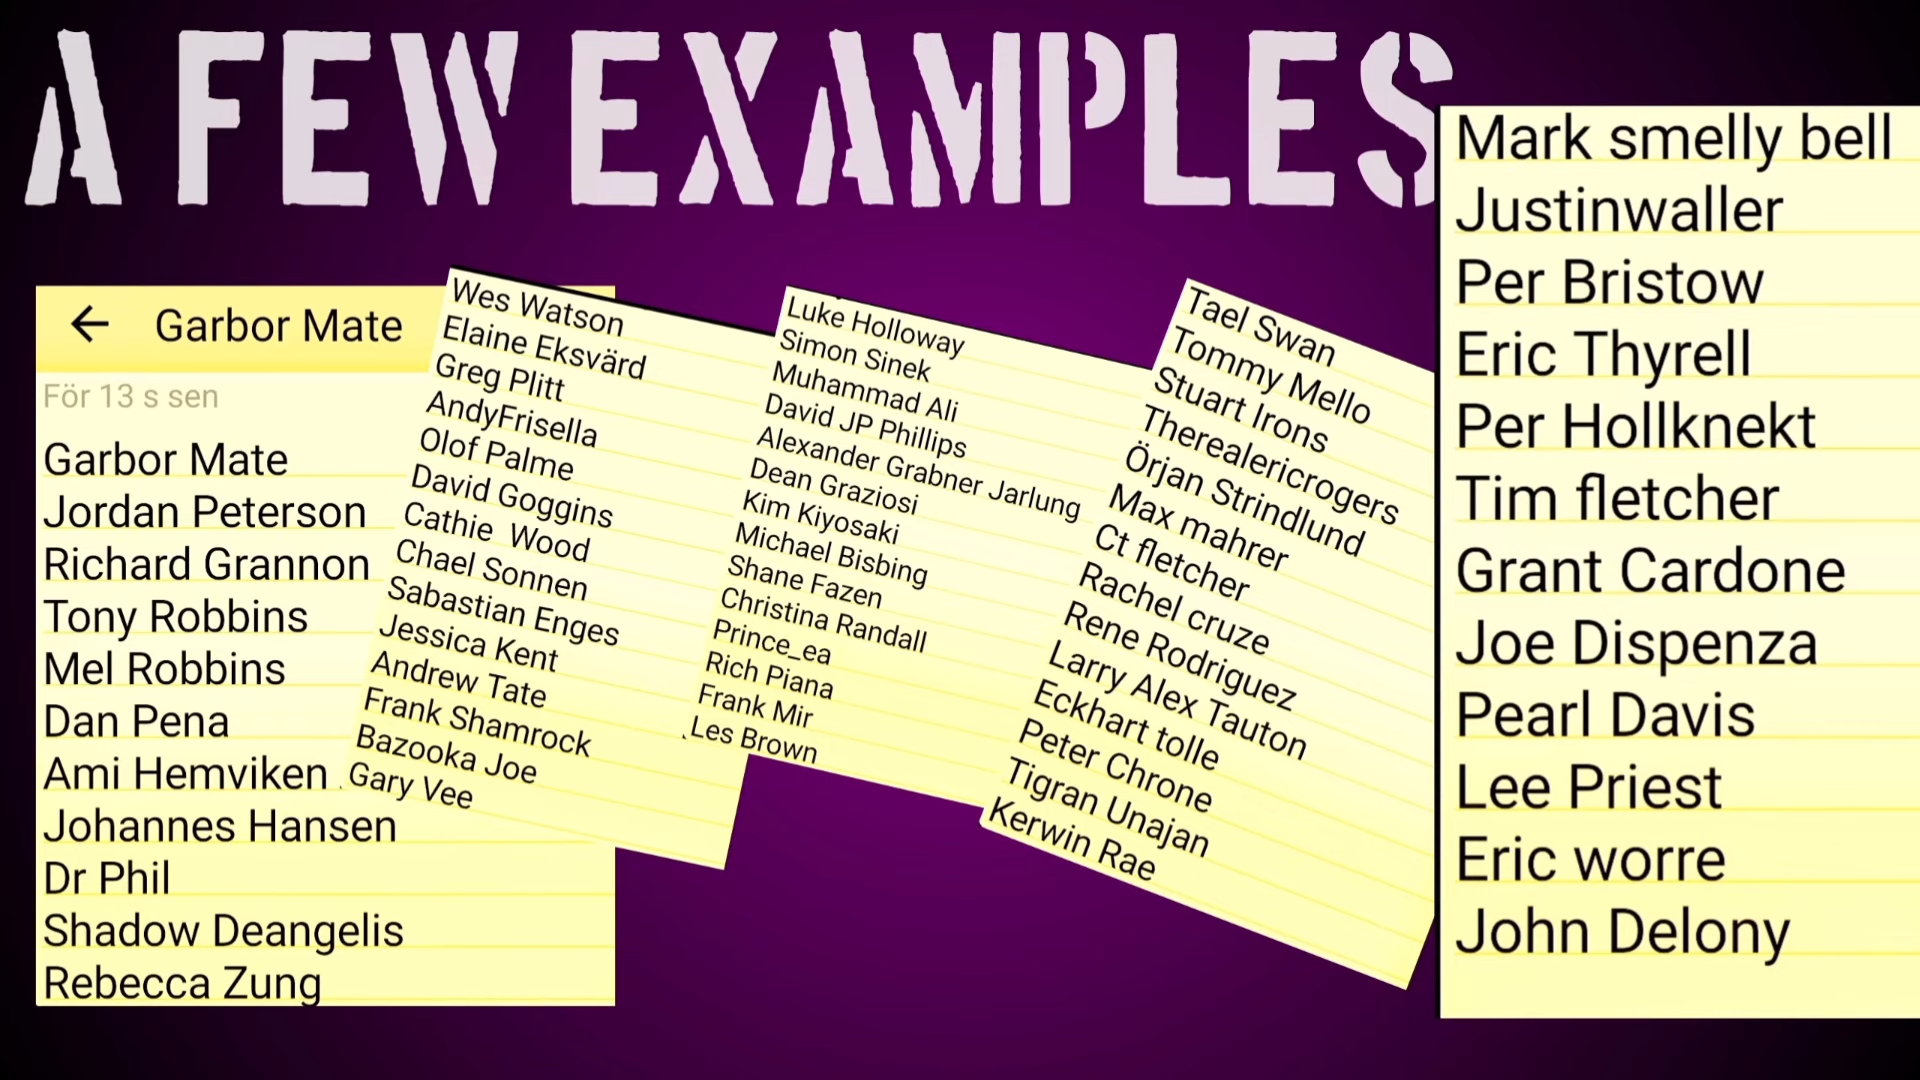 A FEW EXAMPLES
Garbor Mate
För 13 s sen
Garbor Mate
Jordan Peterson
Richard Grannon
Tony Robbins
Mel Robbins
Dan Pena
Ami Hemviken
Johannes Hansen
Dr Phil
Shadow Deangelis
Rebecca Zung
Wes Watson
Elaine Eksvärd
Greg Plitt
AndyFrisella
Olof Palme
David Goggins
Cathie Wood
Chael Sonnen
Sabastian Enges
Jessica Kent
Andrew Tate
Frank Shamrock
Bazooka Joe
Gary Vee
Luke Holloway
Simon Sinek
Muhammad Ali
David JP Phillips
Alexander Grabner Jarlung
Dean Graziosi
Kim Kiyosaki
Michael Bisbing
Shane Fazen
Christina Randall
Prince_ea
Rich Piana
Frank Mir
Les Brown
Tael Swan
Tommy Mello
Stuart Irons
Therealericrogers
Örjan Strindlund
Max mahrer
Ct fletcher
Rachel cruze
Rene Rodriguez
Larry Alex Tauton
Eckhart tolle
Peter Chrone
Tigran Unajan
Kerwin Rae
Mark smelly bell
Justinwaller
Per Bristow
Eric Thyrell
Per Hollknekt
Tim fletcher
Grant Cardone
Joe Dispenza
Pearl Davis
Lee Priest
Eric worre
John Delony